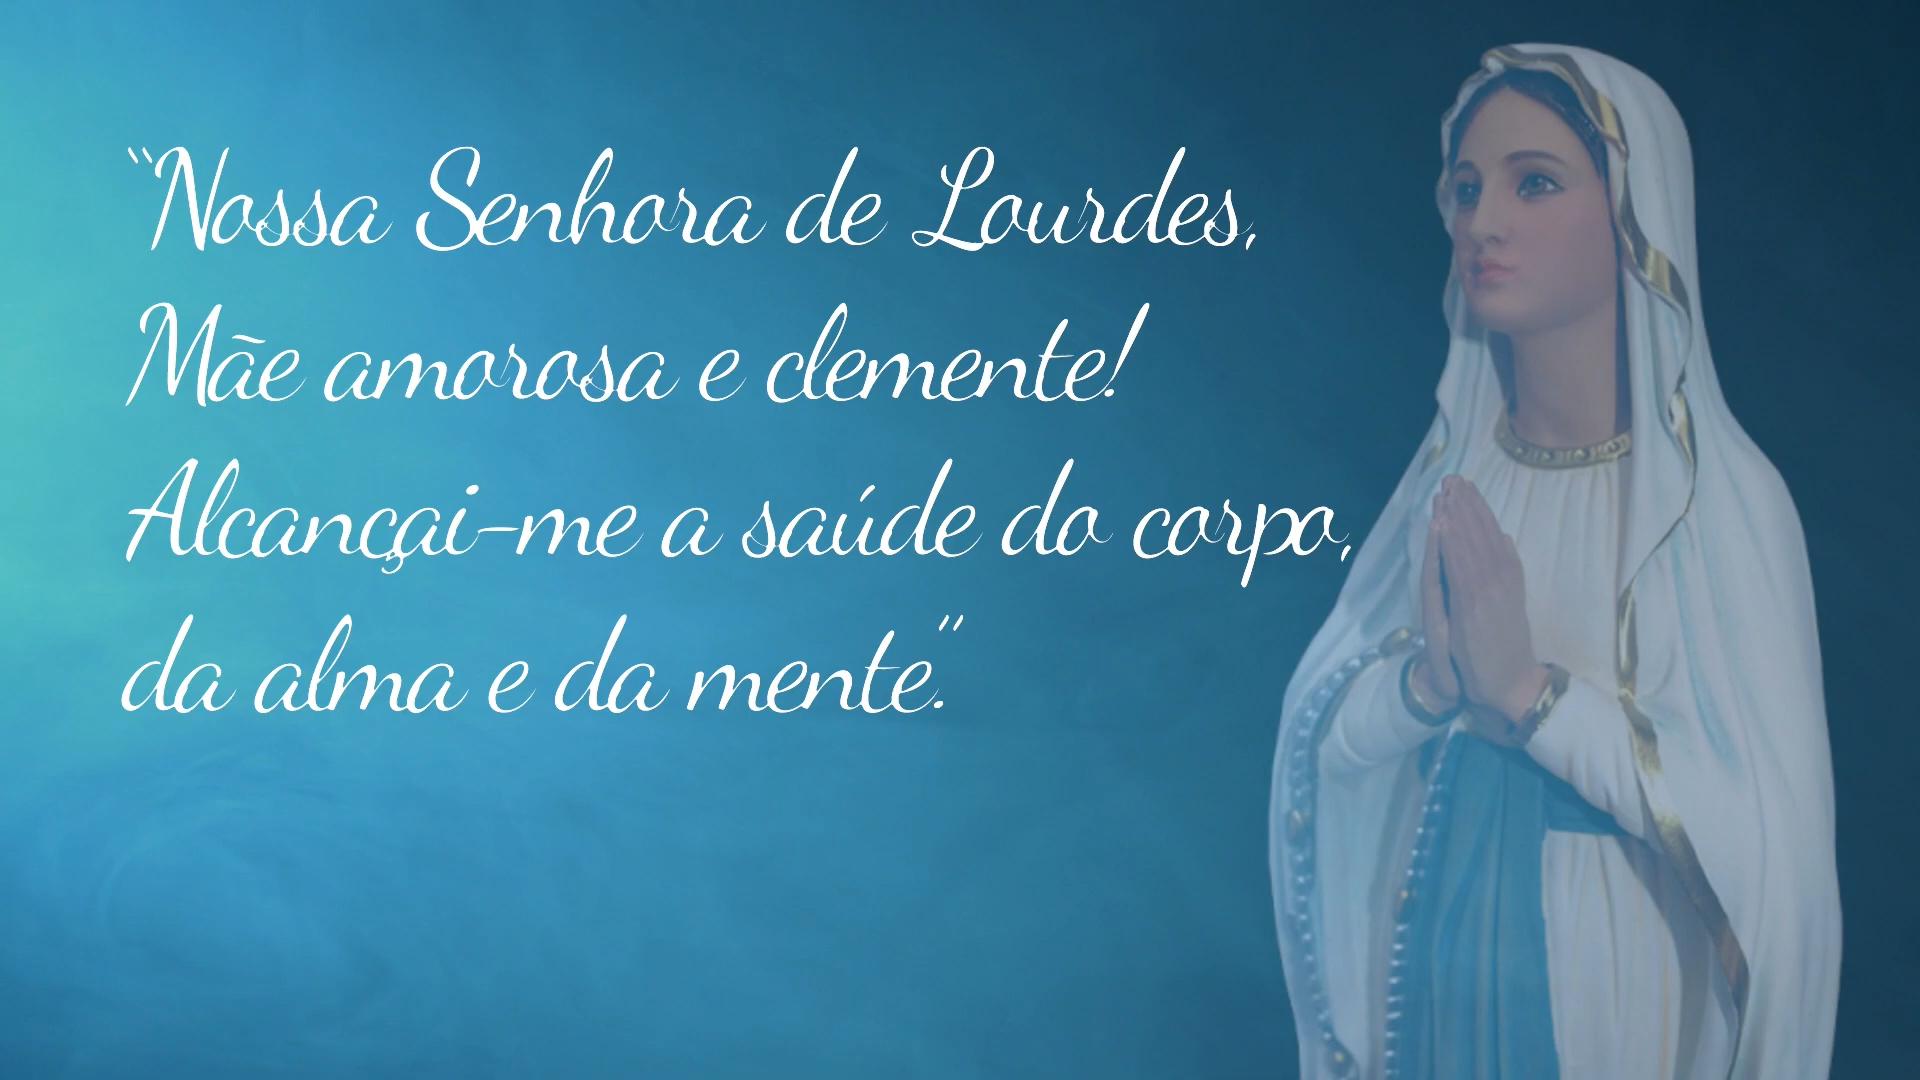 "Nossa Senhora de Lourdes,
Mãe amorosa e clemente!
Alcançai-me a saúde do corpo,
da alma e da mente."